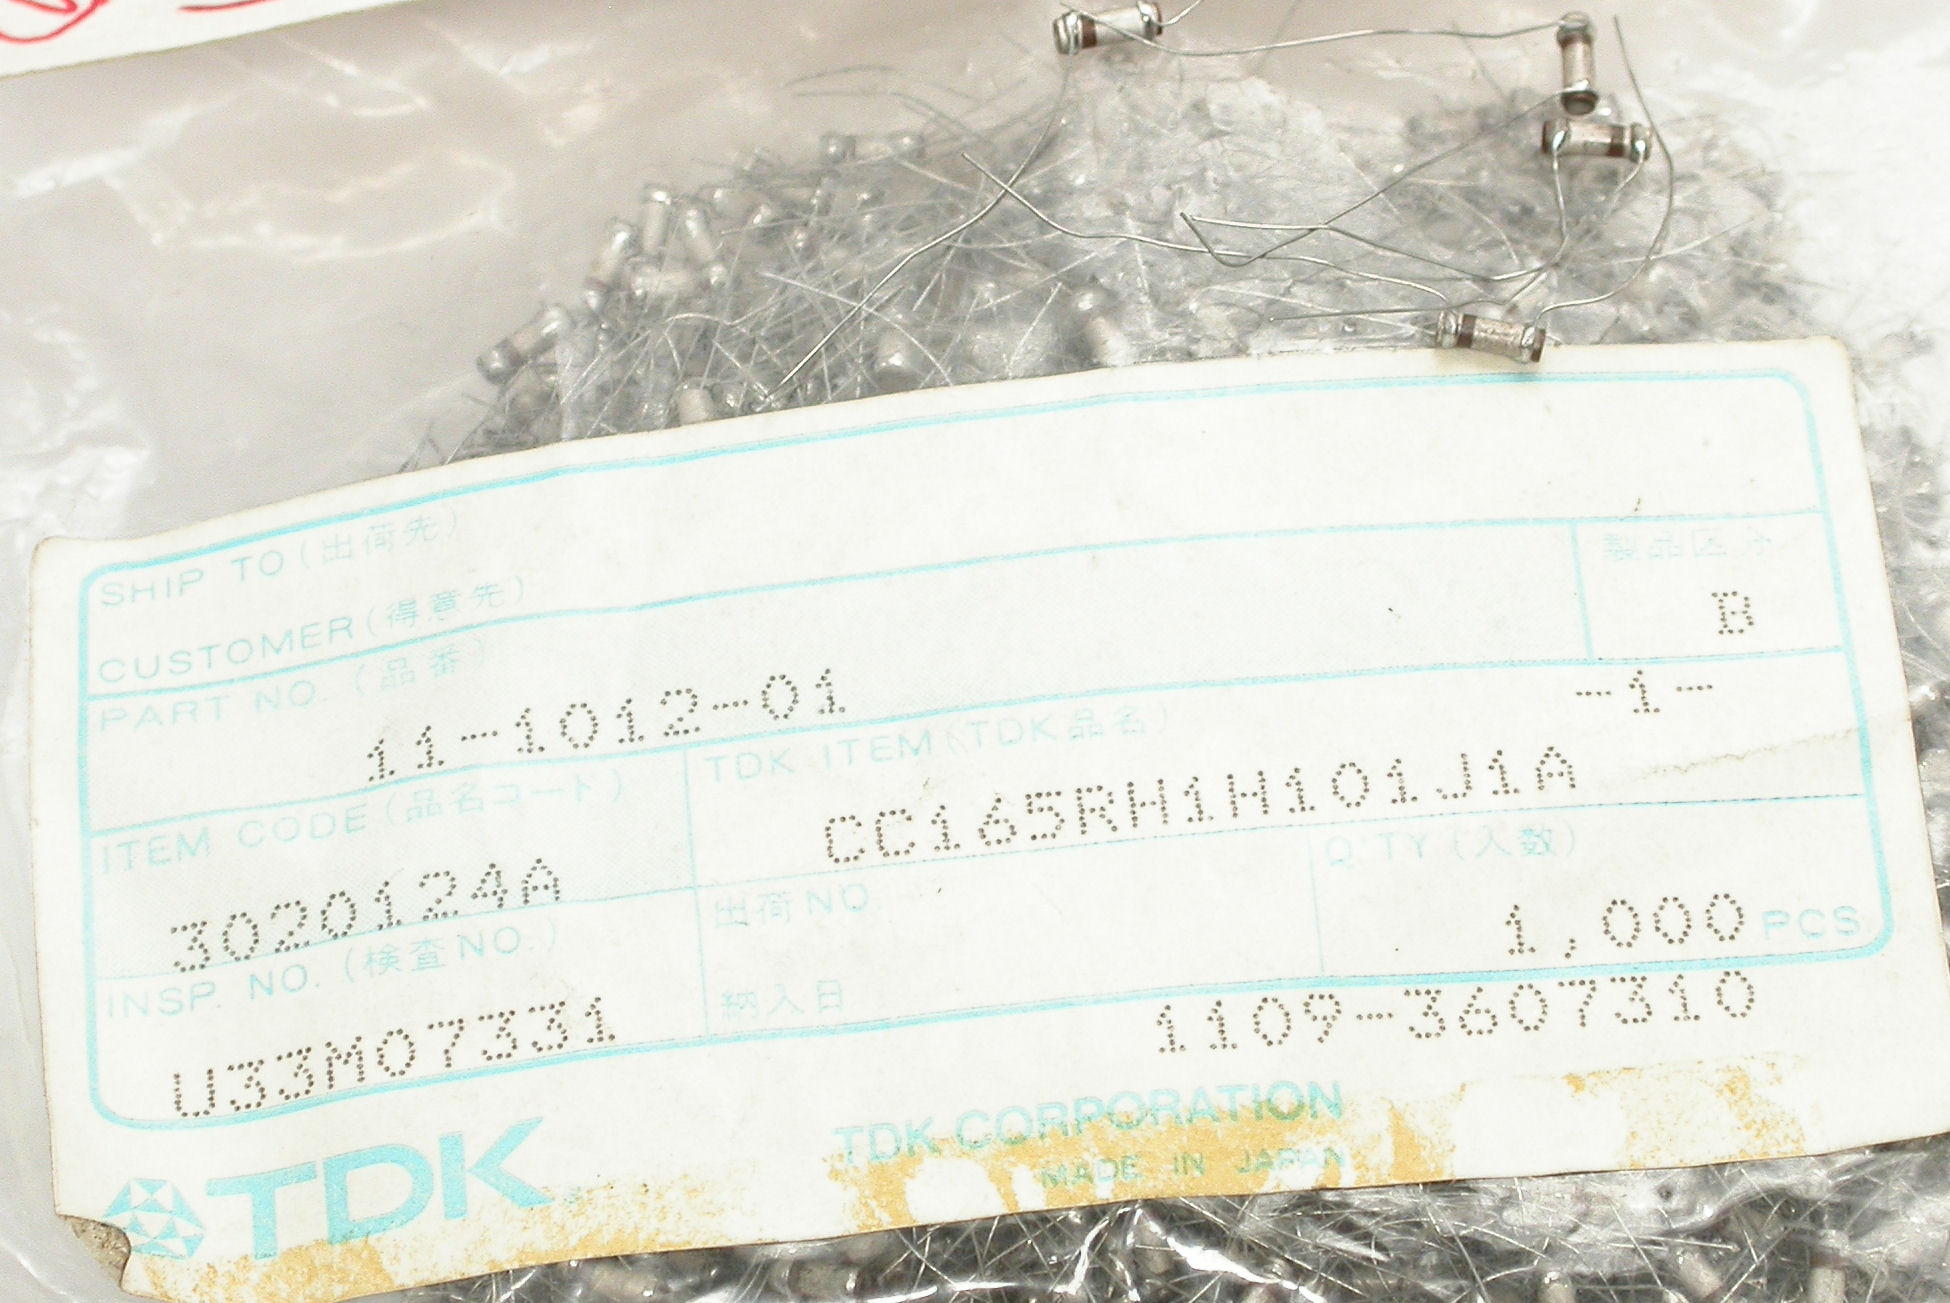 SHIP TO (出荷先)
CUSTOMER (得意先)
製品区分
B
PART NO. (品番)
11-1012-01
-1-
ITEM CODE (品名コード)
3020124A
TDK ITEM (TDK品名)
CC165RH1H101J1A
INSP. NO. (検査NO.)
U33M07331
出荷NO.
Q'TY (入数)
1,000 PCS
納入日
1109-3607310
TDK
TDK CORPORATION
MADE IN JAPAN